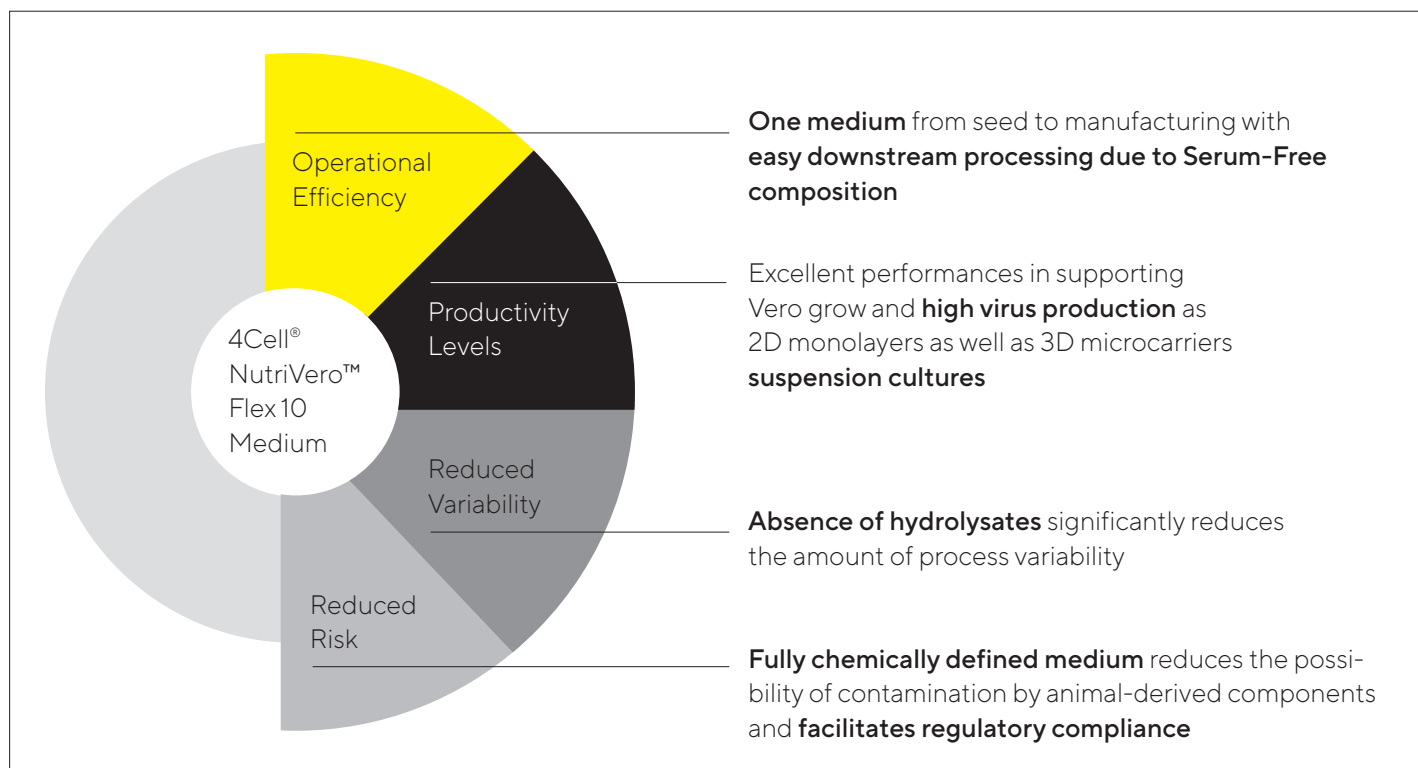 One medium from seed to manufacturing with
easy downstream processing due to Serum-Free
composition
Operational
Efficiency
Excellent performances in supporting
Vero grow and high virus production as
2D monolayers as well as 3D microcarriers
suspension cultures
Productivity
Levels
4Cell®
NutriVero™
Flex 10
Medium
Reduced
Variability
Absence of hydrolysates significantly reduces
the amount of process variability
Reduced
Risk
Fully chemically defined medium reduces the possi-
bility of contamination by animal-derived components
and facilitates regulatory compliance